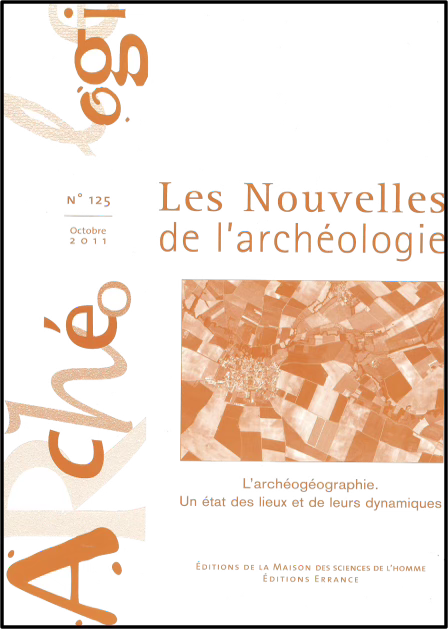 Archéologi
N° 125
Octobre
2011
Les Nouvelles
de l'archéologie
L'archéogéographie.
Un état des lieux et de leurs dynamiques
ÉDITIONS DE LA MAISON DES SCIENCES DE L'HOMME
ÉDITIONS ERRANCE